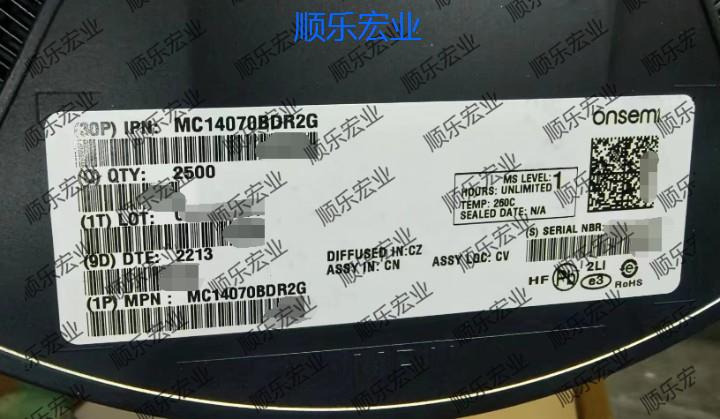 顺乐宏业
(30P) IPN: MC14070BDR2G
onsemi
(Q) QTY: 2500
MS LEVEL: 1
HOURS: UNLIMITED
TEMP: 260C
SEALED DATE: N/A
(1T) LOT:
(S) SERIAL NBR:
(9D) DTE: 2213
DIFFUSED IN:CZ
ASSY IN: CN
ASSY LOC: CV
2LI
HF Pb e3 RoHS
(1P) MPN : MC14070BDR2G